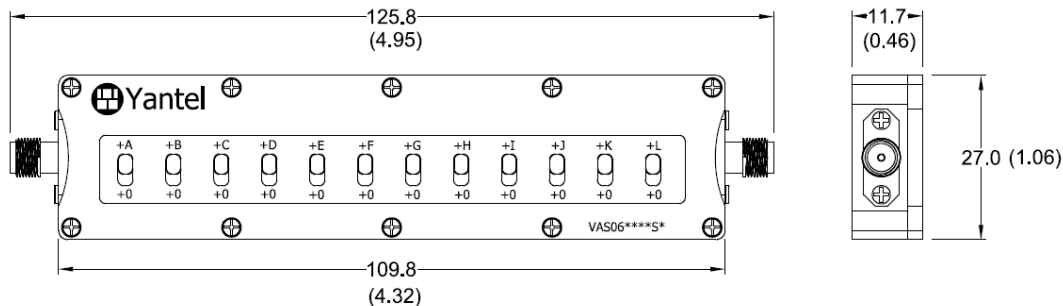 125.8
(4.95)
11.7
(0.46)
Yantel
+A +B +C +D +E +F +G +H +I +J +K +L
+0 +0 +0 +0 +0 +0 +0 +0 +0 +0 +0 +0
27.0 (1.06)
VAS06****S*
109.8
(4.32)